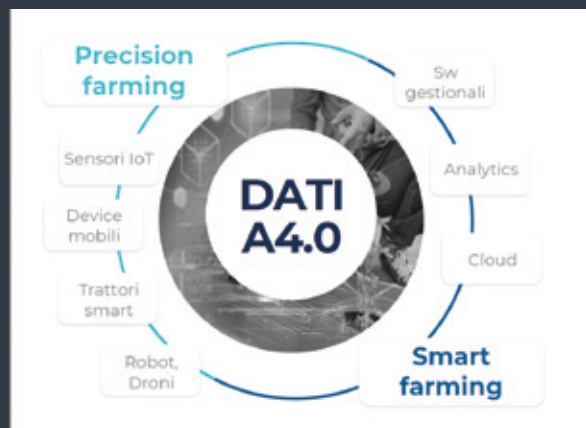 Precision
farming
Sensori IoT
Device
mobili
Trattori
smart
Robot,
Droni
DATI
A4.0
Sw
gestionali
Analytics
Cloud
Smart
farming